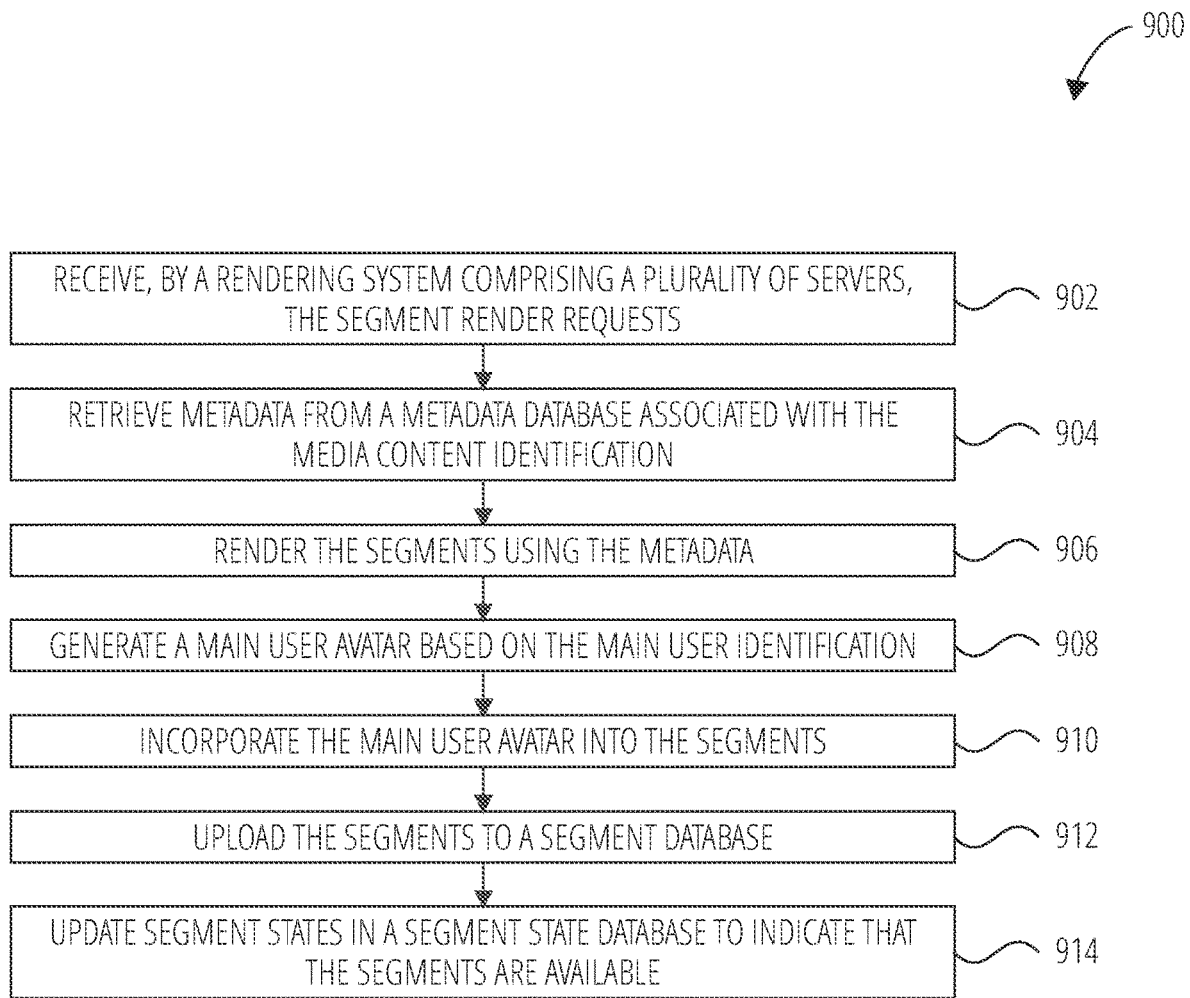 900
RECEIVE, BY A RENDERING SYSTEM COMPRISING A PLURALITY OF SERVERS,
THE SEGMENT RENDER REQUESTS
902
RETRIEVE METADATA FROM A METADATA DATABASE ASSOCIATED WITH THE
MEDIA CONTENT IDENTIFICATION
904
RENDER THE SEGMENTS USING THE METADATA
906
GENERATE A MAIN USER AVATAR BASED ON THE MAIN USER IDENTIFICATION
908
INCORPORATE THE MAIN USER AVATAR INTO THE SEGMENTS
910
UPLOAD THE SEGMENTS TO A SEGMENT DATABASE
912
UPDATE SEGMENT STATES IN A SEGMENT STATE DATABASE TO INDICATE THAT
THE SEGMENTS ARE AVAILABLE
914